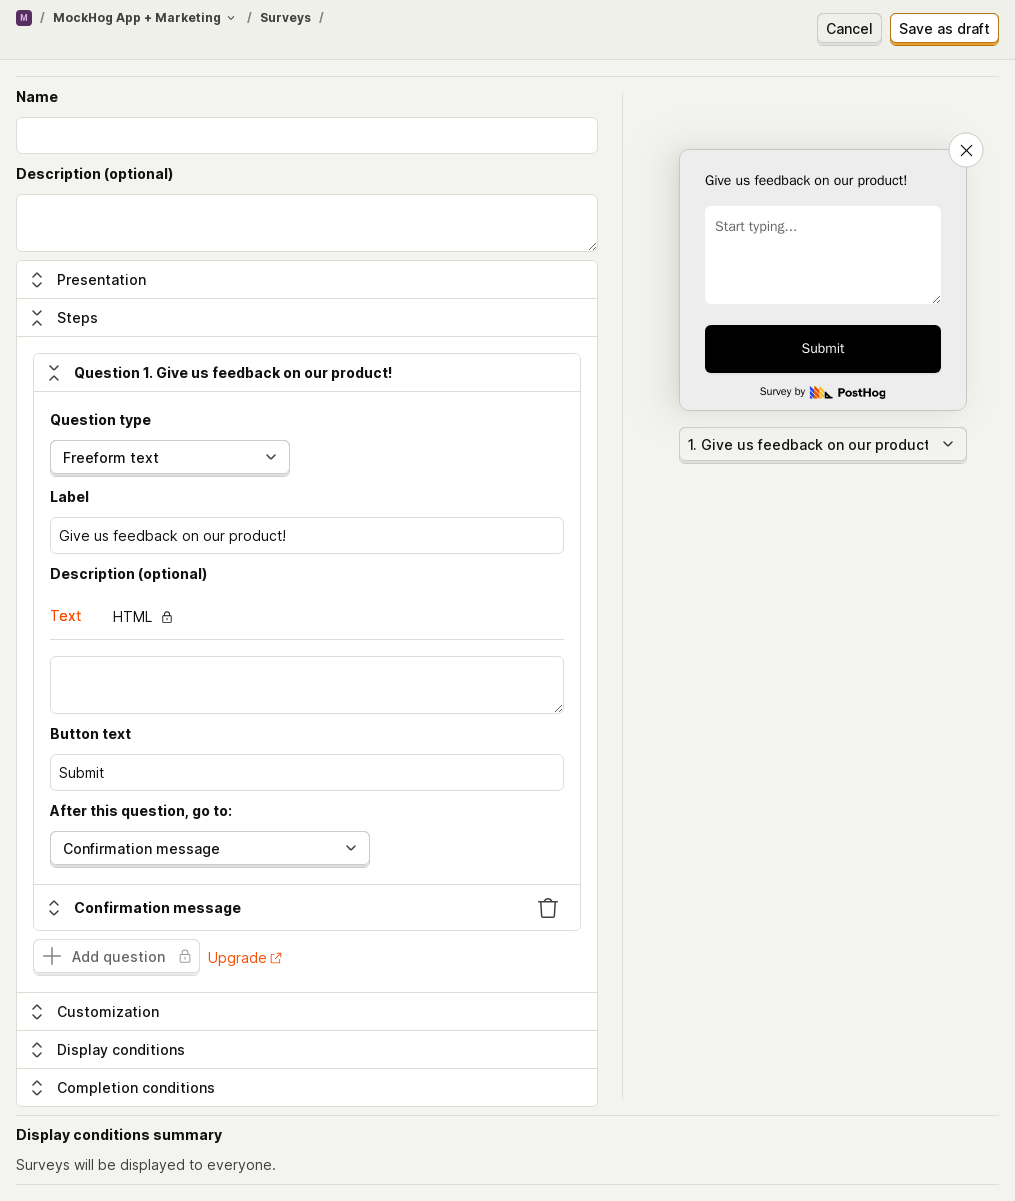 M / MockHog App + Marketing / Surveys /
Cancel
Save as draft
Name
Description (optional)
Presentation
Steps
Question 1. Give us feedback on our product!
Question type
Freeform text
Label
Give us feedback on our product!
Description (optional)
Text
HTML
Button text
Submit
After this question, go to:
Confirmation message
Confirmation message
Add question
Upgrade
Customization
Display conditions
Completion conditions
Give us feedback on our product!
Start typing...
Submit
Survey by PostHog
1. Give us feedback on our product
Display conditions summary
Surveys will be displayed to everyone.